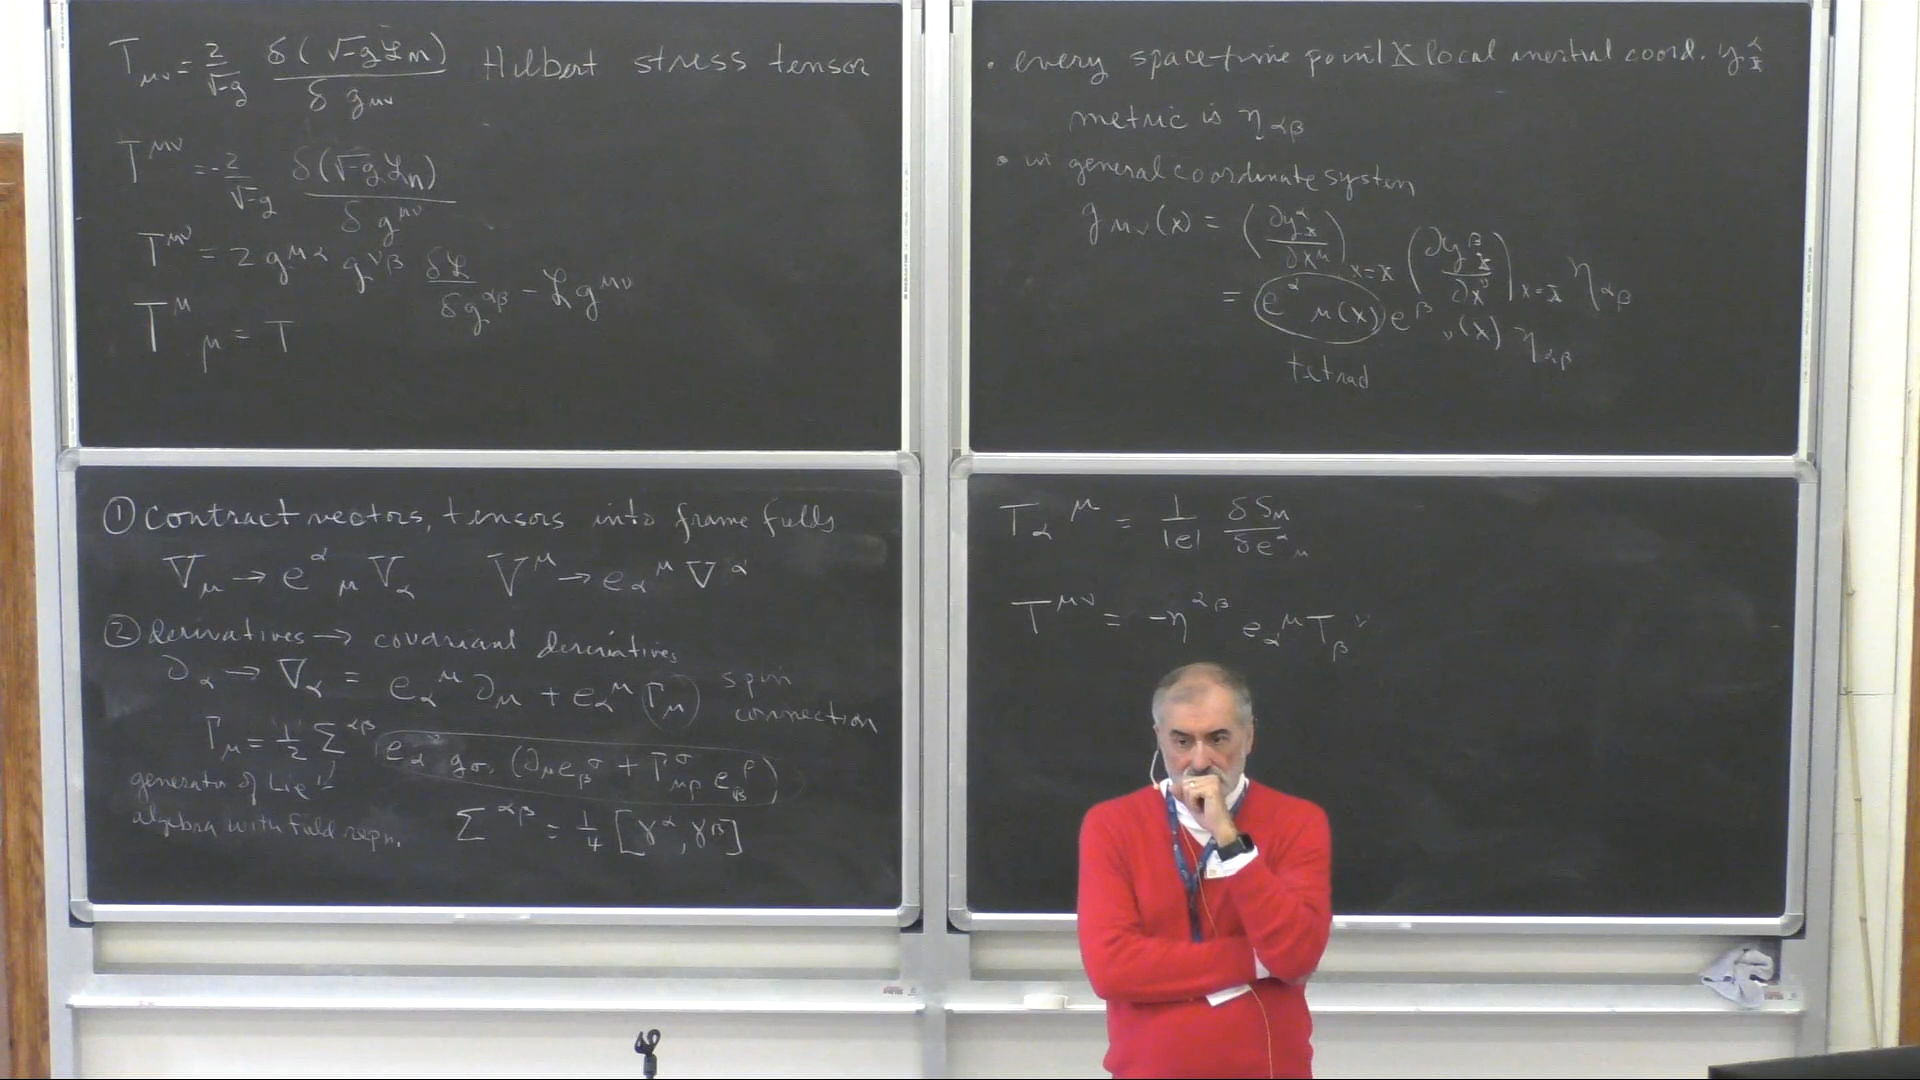 T_{μν} = 2/√-g δ(√-g ℒ_m)/δ g_{μν} Hilbert stress tensor
T^{μν} = -2/√-g δ(√-g ℒ_m)/δ g^{μν}
T^{μν} = 2 g^{μα} g^{νβ} δℒ/δg^{αβ} - ℒ g^{μν}
T^μ_μ = T
① contract vectors, tensors into frame fields
V_μ → e^α_μ V_α V^μ → e_α^μ V^α
② derivatives → covariant derivatives
∂_α → ∇_α = e_α^μ ∂_μ + e_α^μ Γ_μ spin connection
Γ_μ = 1/2 Σ^{αβ} e_α^ν g_{σν} (∂_μ e_β^σ + Γ^σ_{μρ} e_β^ρ)
generator of Lie
algebra with field repn. Σ^{αβ} = 1/4 [γ^α, γ^β]
• every space-time point X local inertial coord. y^α_X
metric is η_{αβ}
• in general coordinate system
g_{μν}(x) = (∂y^α_X/∂x^μ)_{x=X} (∂y^β_X/∂x^ν)_{x=X} η_{αβ}
= e^α_μ(x) e^β_ν(x) η_{αβ}
tetrad
T_α^μ = 1/|e| δS_M/δe^α_μ
T^{μν} = -η^{αβ} e_α^μ T_β^ν